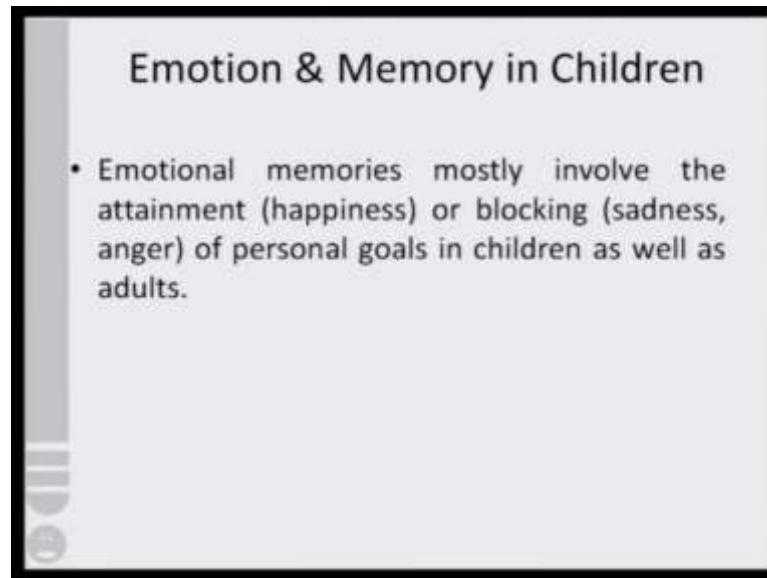 Emotion & Memory in Children
• Emotional memories mostly involve the
attainment (happiness) or blocking (sadness,
anger) of personal goals in children as well as
adults.